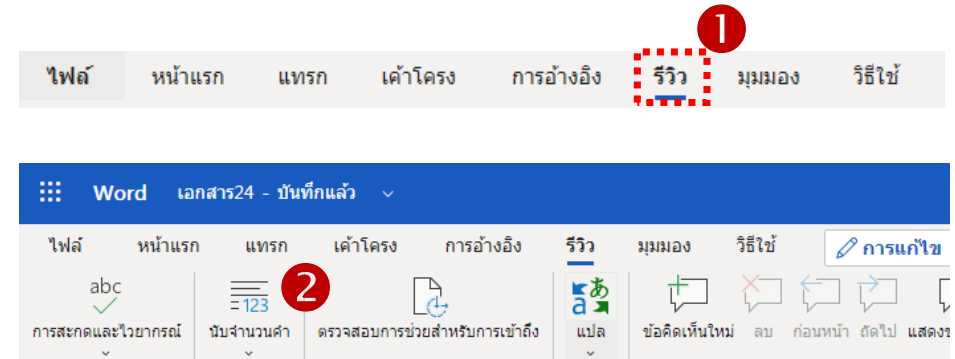 1
ไฟล์ หน้าแรก แทรก เค้าโครง การอ้างอิง รีวิว มุมมอง วิธีใช้
Word เอกสาร24 - บันทึกแล้ว
ไฟล์ หน้าแรก แทรก เค้าโครง การอ้างอิง รีวิว มุมมอง วิธีใช้ การแก้ไข
abc 123 2 あ a
การสะกดและไวยากรณ์ นับจำนวนคำ ตรวจสอบการช่วยสำหรับการเข้าถึง แปล ข้อคิดเห็นใหม่ ลบ ก่อนหน้า ถัดไป